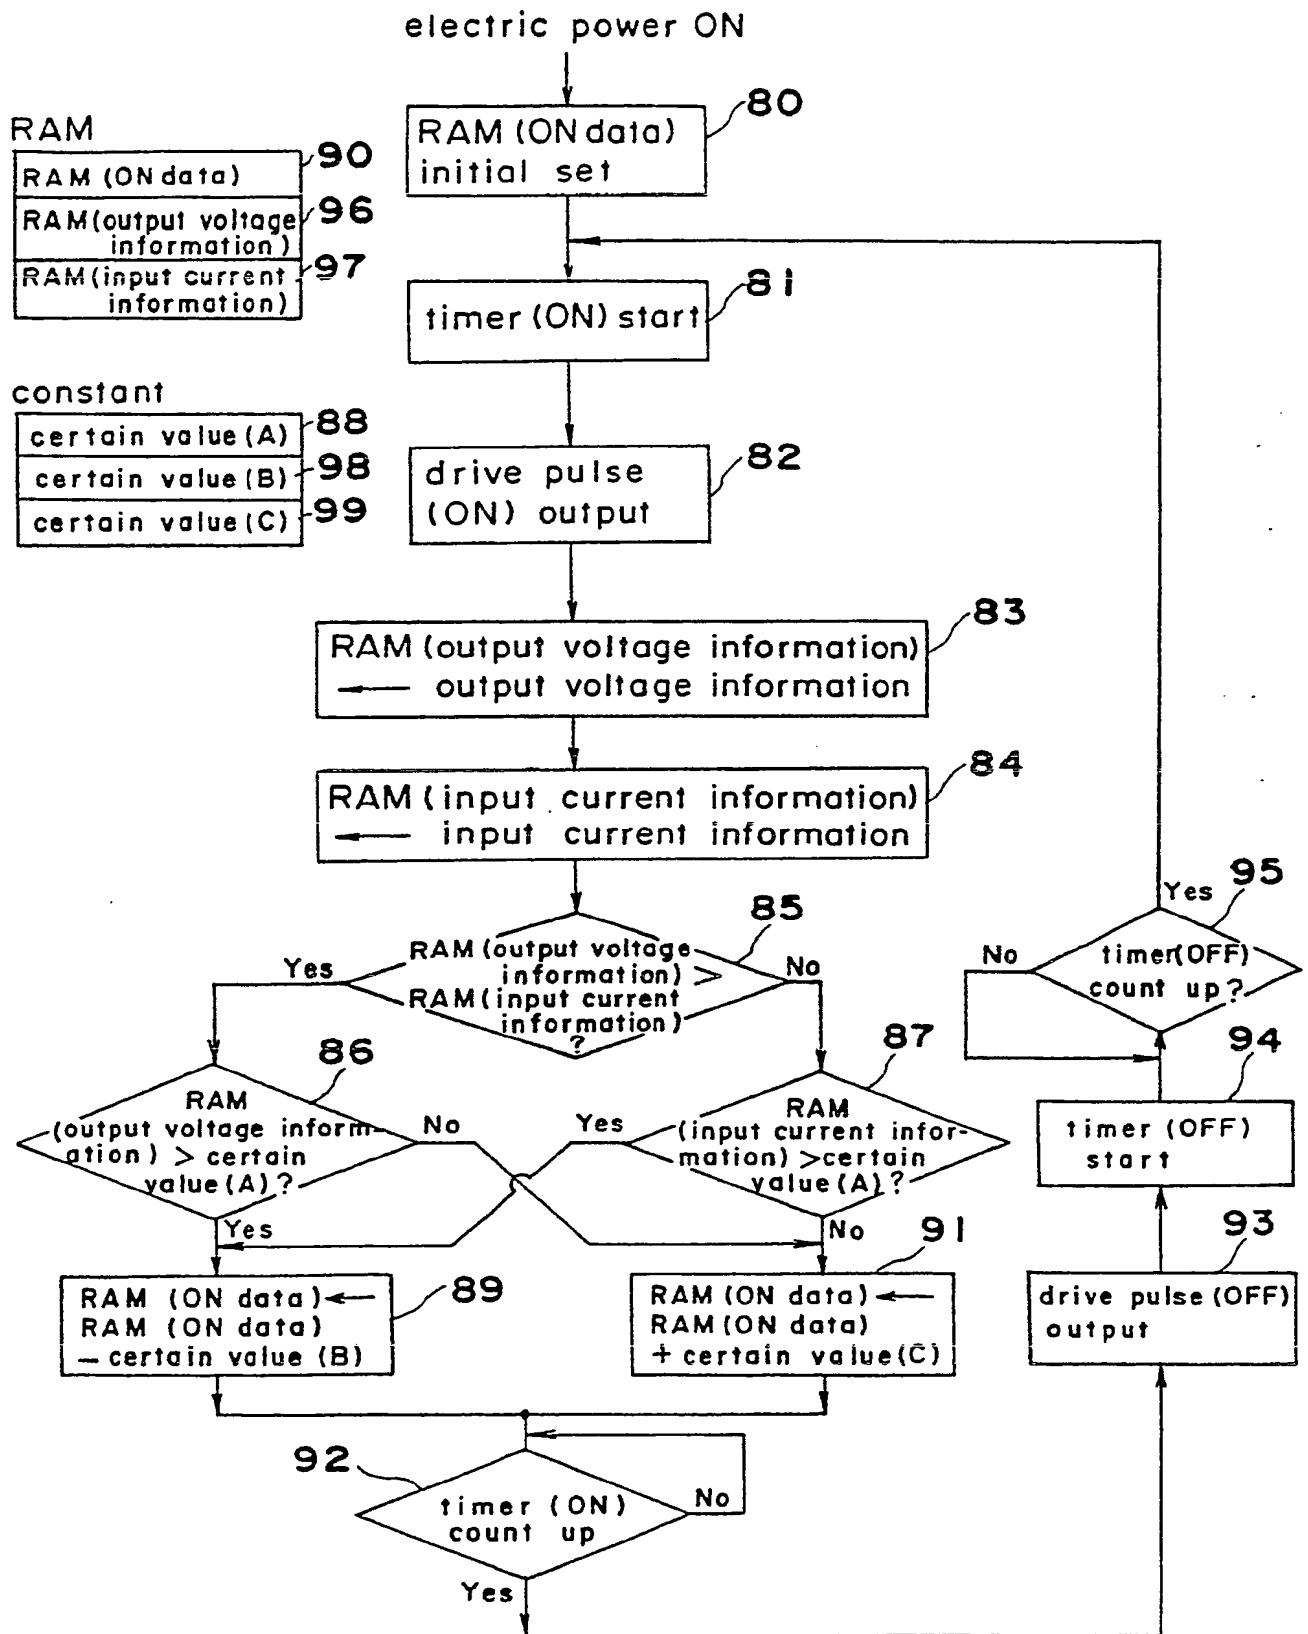 electric power ON
80
RAM (ON data)
initial set
RAM
90
RAM (ON data)
RAM (output voltage
information)
96
RAM (input current
information)
97
81
timer (ON) start
constant
certain value (A)
88
certain value (B)
98
certain value (C)
99
82
drive pulse
(ON) output
83
RAM (output voltage information)
← output voltage information
84
RAM (input current information)
← input current information
85
RAM (output voltage
information) >
RAM (input current
information)
?
Yes
No
86
RAM
(output voltage inform-
ation) > certain
value (A) ?
No
Yes
87
RAM
(input current infor-
mation) > certain
value (A) ?
Yes
No
89
RAM (ON data) ←
RAM (ON data)
− certain value (B)
91
RAM (ON data) ←
RAM (ON data)
+ certain value (C)
92
timer (ON)
count up
No
Yes
95
Yes
No
timer (OFF)
count up ?
94
timer (OFF)
start
93
drive pulse (OFF)
output